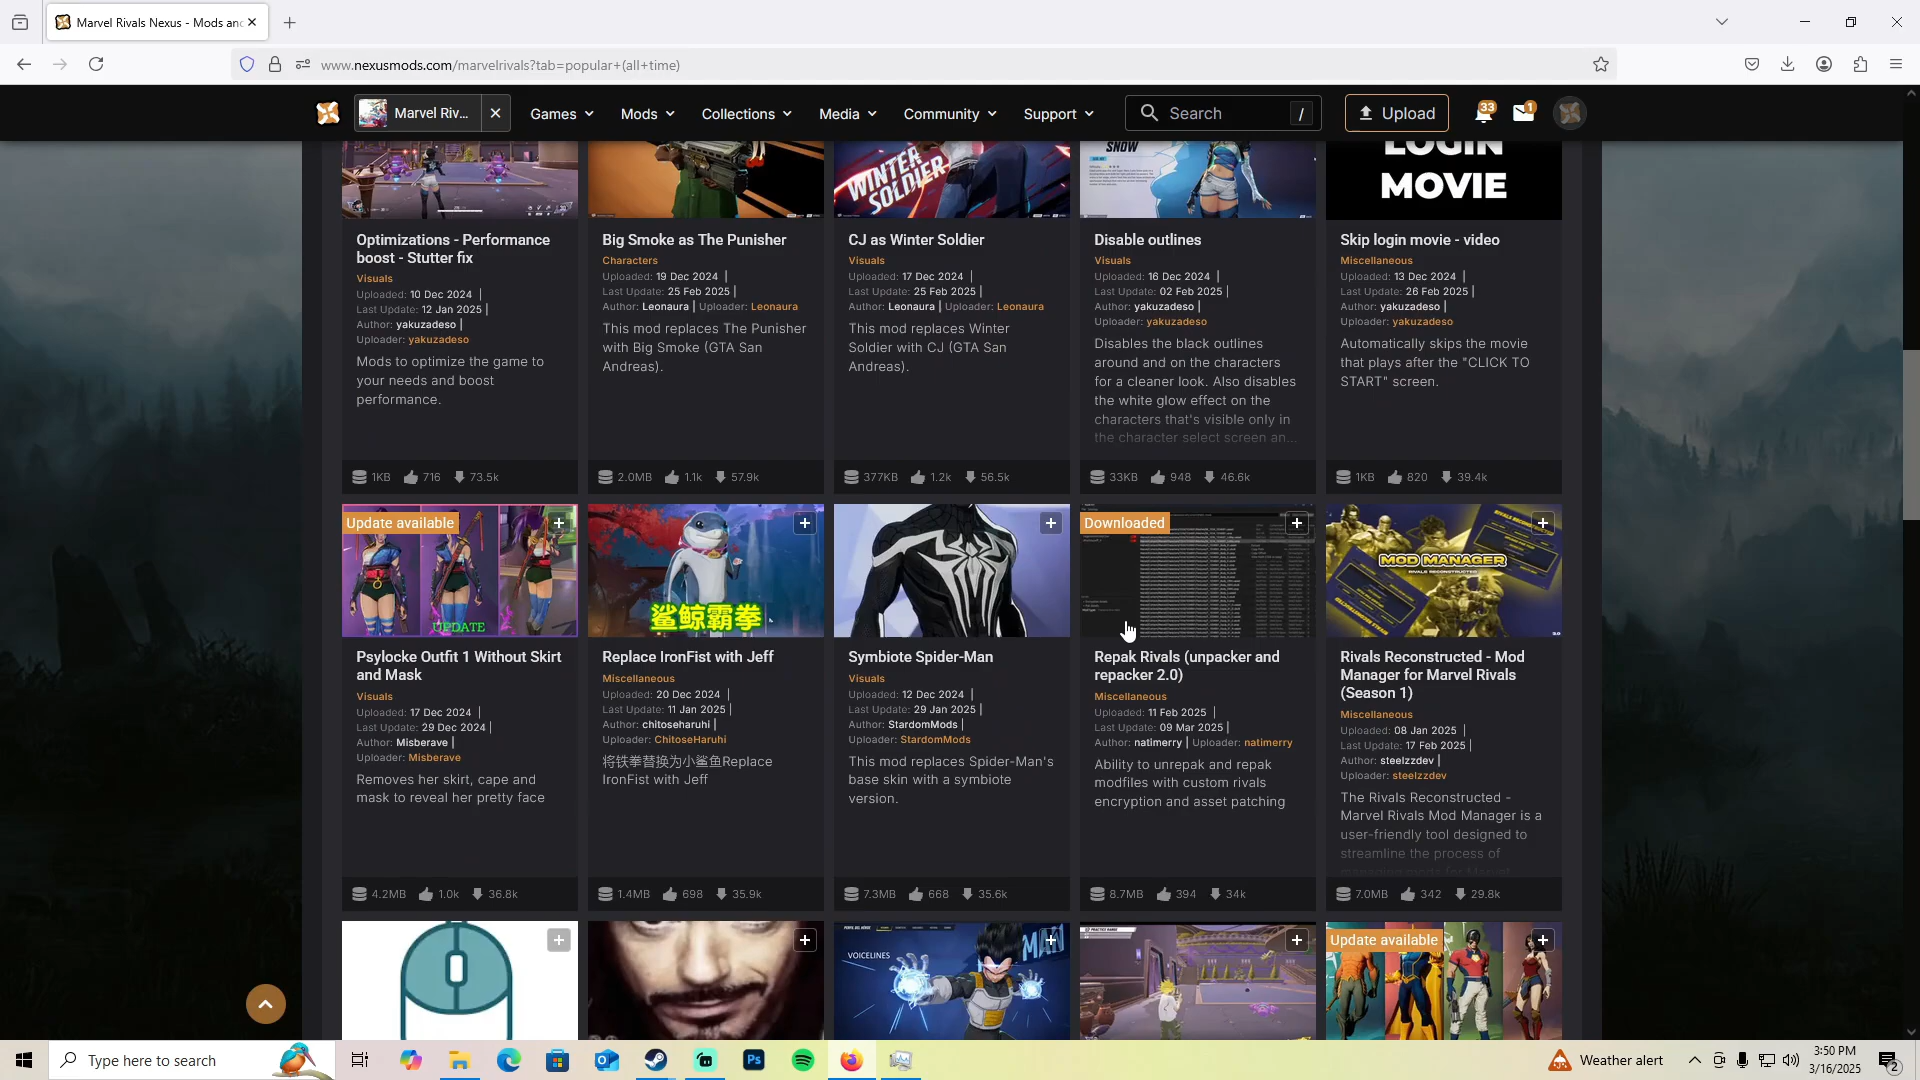 Marvel Rivals Nexus - Mods an
www.nexusmods.com/marvelrivals?tab=popular+(all+time)
Marvel Riv...
Games
Mods
Collections
Media
Community
Support
Search
/
Upload
33
1
WINTER SOLDIER
SNOW
LOGIN
MOVIE
Optimizations - Performance
boost - Stutter fix
Visuals
Uploaded: 10 Dec 2024 |
Last Update: 12 Jan 2025 |
Author: yakuzadeso |
Uploader: yakuzadeso
Mods to optimize the game to
your needs and boost
performance.
1KB 716 73.5k
Big Smoke as The Punisher
Characters
Uploaded: 19 Dec 2024 |
Last Update: 25 Feb 2025 |
Author: Leonaura | Uploader: Leonaura
This mod replaces The Punisher
with Big Smoke (GTA San
Andreas).
2.0MB 1.1k 57.9k
CJ as Winter Soldier
Visuals
Uploaded: 17 Dec 2024 |
Last Update: 25 Feb 2025 |
Author: Leonaura | Uploader: Leonaura
This mod replaces Winter
Soldier with CJ (GTA San
Andreas).
377KB 1.2k 56.5k
Disable outlines
Visuals
Uploaded: 16 Dec 2024 |
Last Update: 02 Feb 2025 |
Author: yakuzadeso |
Uploader: yakuzadeso
Disables the black outlines
around and on the characters
for a cleaner look. Also disables
the white glow effect on the
characters that's visible only in
the character select screen an...
33KB 948 46.6k
Skip login movie - video
Miscellaneous
Uploaded: 13 Dec 2024 |
Last Update: 26 Feb 2025 |
Author: yakuzadeso |
Uploader: yakuzadeso
Automatically skips the movie
that plays after the "CLICK TO
START" screen.
1KB 820 39.4k
Update available
UPDATE
Psylocke Outfit 1 Without Skirt
and Mask
Visuals
Uploaded: 17 Dec 2024 |
Last Update: 29 Dec 2024 |
Author: Misberave |
Uploader: Misberave
Removes her skirt, cape and
mask to reveal her pretty face
4.2MB 1.0k 36.8k
鲨鲸霸拳
Replace IronFist with Jeff
Miscellaneous
Uploaded: 20 Dec 2024 |
Last Update: 11 Jan 2025 |
Author: chitoseharuhi |
Uploader: ChitoseHaruhi
将铁拳替换为小鲨鱼Replace
IronFist with Jeff
1.4MB 698 35.9k
Symbiote Spider-Man
Visuals
Uploaded: 12 Dec 2024 |
Last Update: 29 Jan 2025 |
Author: StardomMods |
Uploader: StardomMods
This mod replaces Spider-Man's
base skin with a symbiote
version.
7.3MB 668 35.6k
Downloaded
Repak Rivals (unpacker and
repacker 2.0)
Miscellaneous
Uploaded: 11 Feb 2025 |
Last Update: 09 Mar 2025 |
Author: natimerry | Uploader: natimerry
Ability to unrepak and repak
modfiles with custom rivals
encryption and asset patching
8.7MB 394 34k
MOD MANAGER
RIVALS RECONSTRUCTED
Rivals Reconstructed - Mod
Manager for Marvel Rivals
(Season 1)
Miscellaneous
Uploaded: 08 Jan 2025 |
Last Update: 17 Feb 2025 |
Author: steelzzdev |
Uploader: steelzzdev
The Rivals Reconstructed -
Marvel Rivals Mod Manager is a
user-friendly tool designed to
streamline the process of
managing mods for Marvel
7.0MB 342 29.8k
VOICELINES
PRACTICE RANGE
Update available
Type here to search
Weather alert
3:50 PM
3/16/2025
2